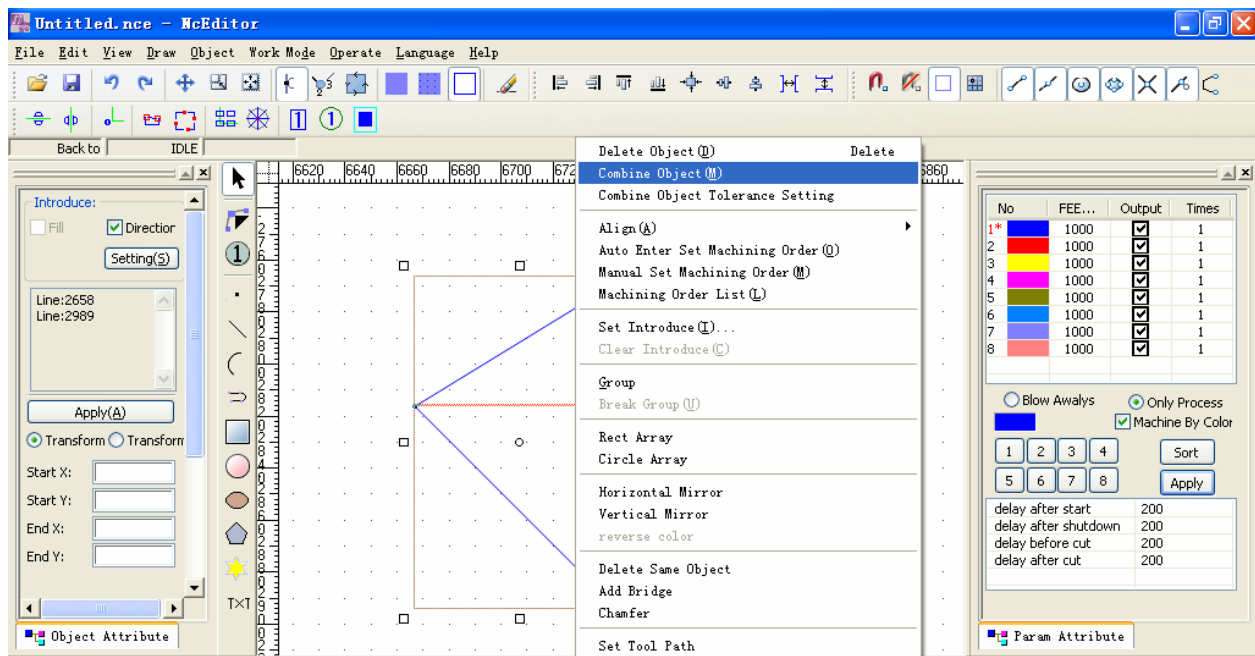 Untitled.nce - NcEditor
File Edit View Draw Object Work Mode Operate Language Help
Back to IDLE
Introduce:
Fill Direction
Setting(S)
Line:2658
Line:2989
Apply(A)
Transform Transform
Start X:
Start Y:
End X:
End Y:
Object Attribute
1
TXT
6620 6640 6660 6680 6700 672
6860
Delete Object(D) Delete
Combine Object(M)
Combine Object Tolerance Setting
Align(A)
Auto Enter Set Machining Order(O)
Manual Set Machining Order(M)
Machining Order List(L)
Set Introduce(I)...
Clear Introduce(C)
Group
Break Group(U)
Rect Array
Circle Array
Horizontal Mirror
Vertical Mirror
reverse color
Delete Same Object
Add Bridge
Chamfer
Set Tool Path
No FEE... Output Times
1* 1000 1
2 1000 1
3 1000 1
4 1000 1
5 1000 1
6 1000 1
7 1000 1
8 1000 1
Blow Awalys Only Process
Machine By Color
1 2 3 4 Sort
5 6 7 8 Apply
delay after start 200
delay after shutdown 200
delay before cut 200
delay after cut 200
Param Attribute